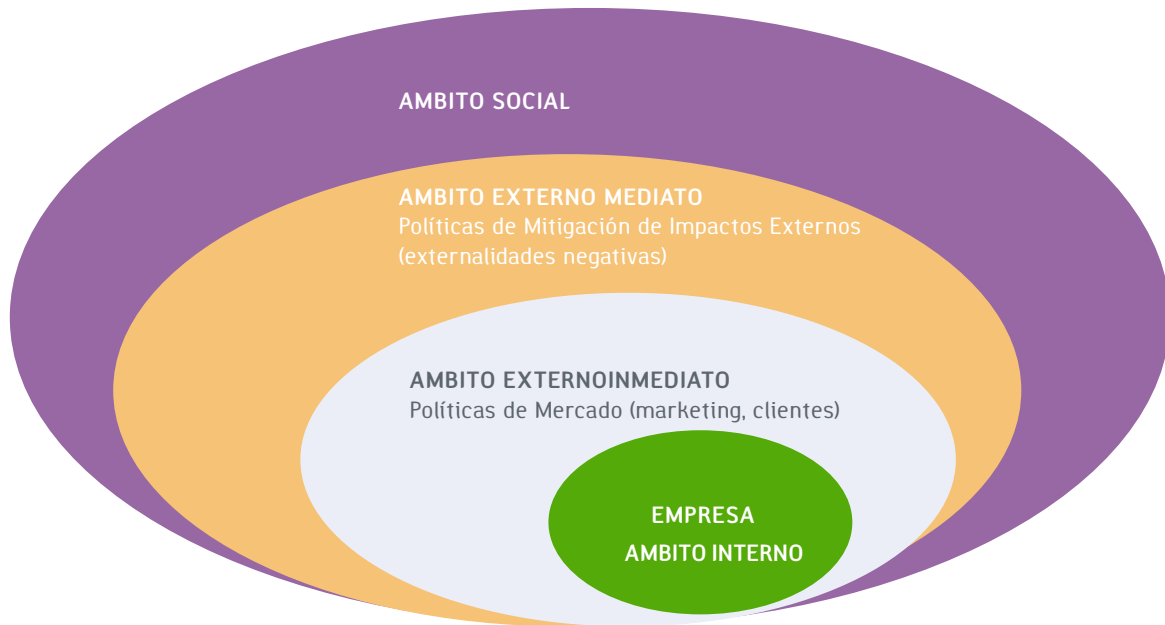 AMBITO SOCIAL
AMBITO EXTERNO MEDIATO
Políticas de Mitigación de Impactos Externos
(externalidades negativas)
AMBITO EXTERNOINMEDIATO
Políticas de Mercado (marketing, clientes)
EMPRESA
AMBITO INTERNO